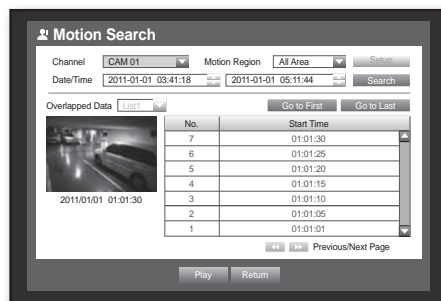 Motion Search
Channel CAM 01 Motion Region All Area Setup
Date/Time 2011-01-01 03:41:18 2011-01-01 05:11:44 Search
Overlapped Data List1 Go to First Go to Last
No. Start Time
7 01:01:30
6 01:01:25
5 01:01:20
4 01:01:15
3 01:01:10
2 01:01:05
1 01:01:01
2011/01/01 01:01:30
Previous/Next Page
Play Return